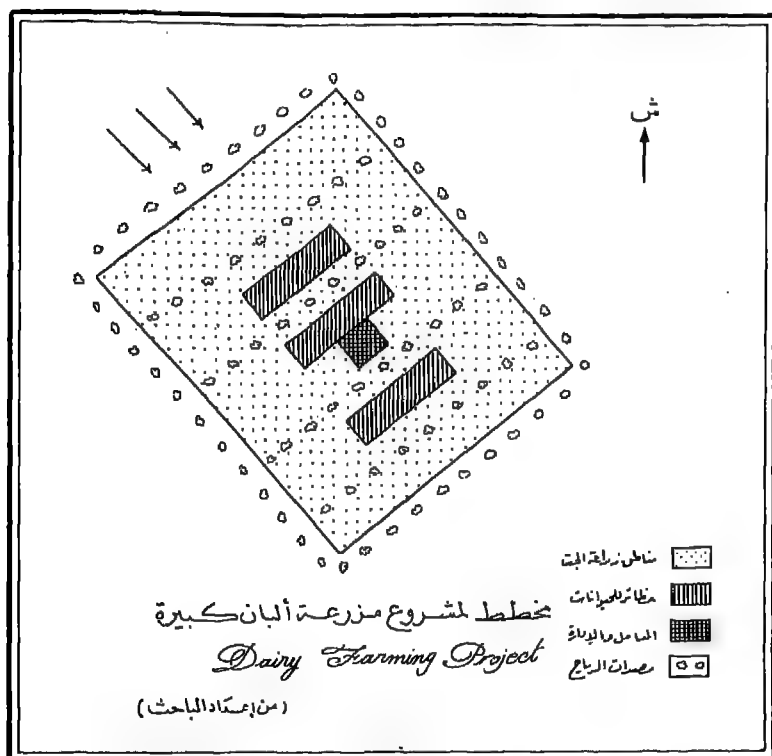 ش
مناطق زراعة الجت
حظائر للحيوانات
المعامل والإدارة
مصدات الرياح
مخطط لمشروع مزرعة ألبان كبيرة
Dairy Farming Project
(من إعداد الباحث)